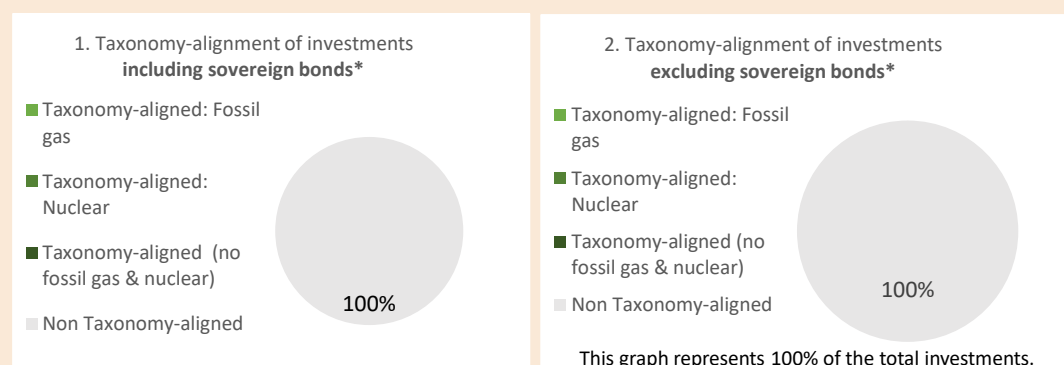 1. Taxonomy-alignment of investments
including sovereign bonds*
Taxonomy-aligned: Fossil
gas
Taxonomy-aligned:
Nuclear
Taxonomy-aligned (no
fossil gas & nuclear)
Non Taxonomy-aligned
100%
2. Taxonomy-alignment of investments
excluding sovereign bonds*
Taxonomy-aligned: Fossil
gas
Taxonomy-aligned:
Nuclear
Taxonomy-aligned (no
fossil gas & nuclear)
Non Taxonomy-aligned
100%
This graph represents 100% of the total investments.